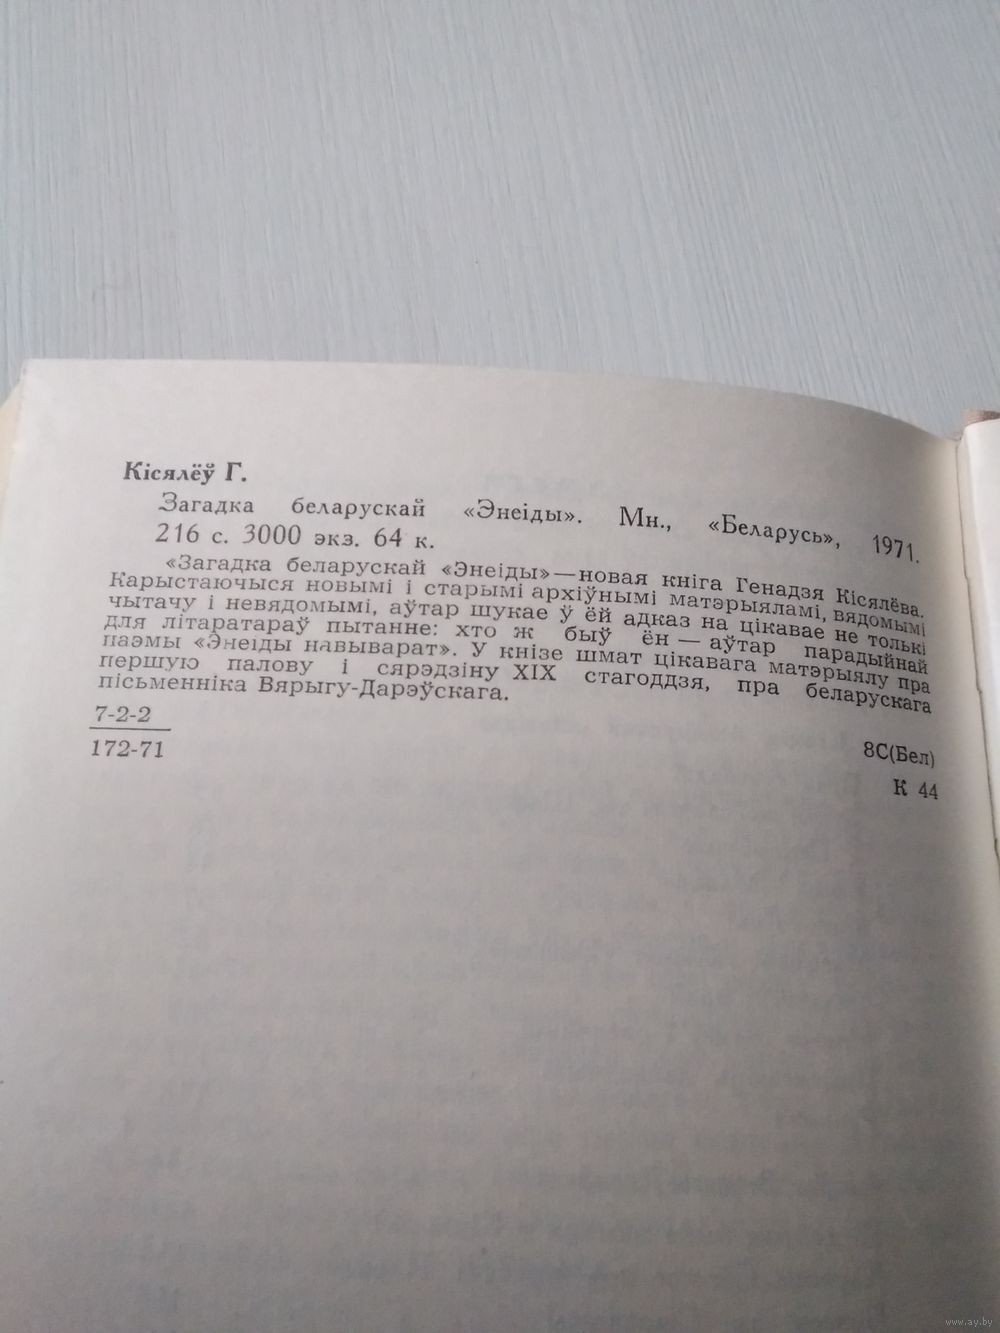 Кісялёў Г.
Загадка беларускай «Энеіды». Мн., «Беларусь», 1971.
216 с. 3000 экз. 64 к.
«Загадка беларускай «Энеіды» — новая кніга Генадзя Кісялёва.
Карыстаючыся новымі і старымі архіўнымі матэрыяламі, вядомымі
чытачу і невядомымі, аўтар шукае ў ёй адказ на цікавае не толькі
для літаратараў пытанне: хто ж быў ён — аўтар парадыйнай
паэмы «Энеіды навыварат». У кнізе шмат цікавага матэрыялу пра
першую палову і сярэдзіну XIX стагоддзя, пра беларускага
пісьменніка Вярыгу-Дарэўскага.
7-2-2
172-71
8С(Бел)
К 44
www.ay.by